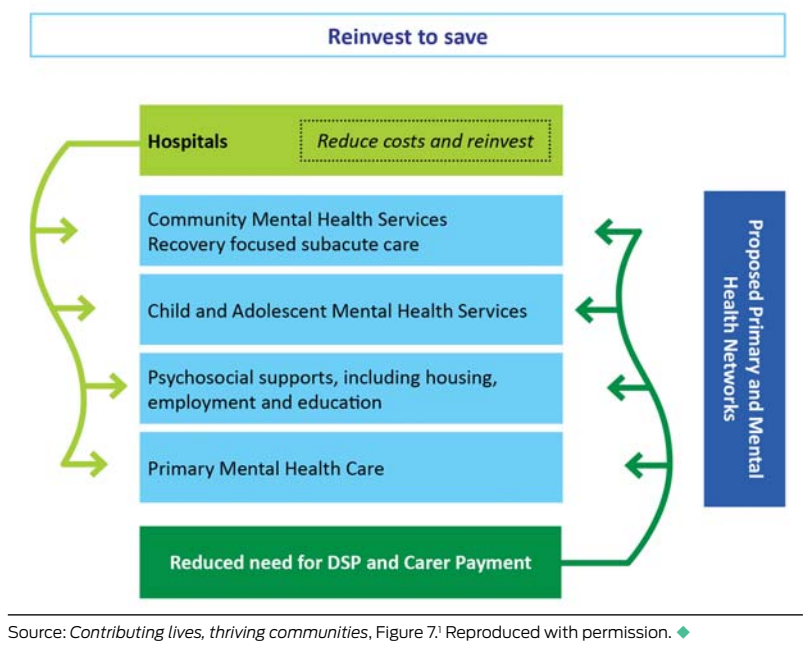 Reinvest to save
Hospitals
Reduce costs and reinvest
Community Mental Health Services
Recovery focused subacute care
Child and Adolescent Mental Health Services
Psychosocial supports, including housing,
employment and education
Primary Mental Health Care
Reduced need for DSP and Carer Payment
Proposed Primary and Mental
Health Networks
Source: Contributing lives, thriving communities, Figure 7.¹ Reproduced with permission. ◆